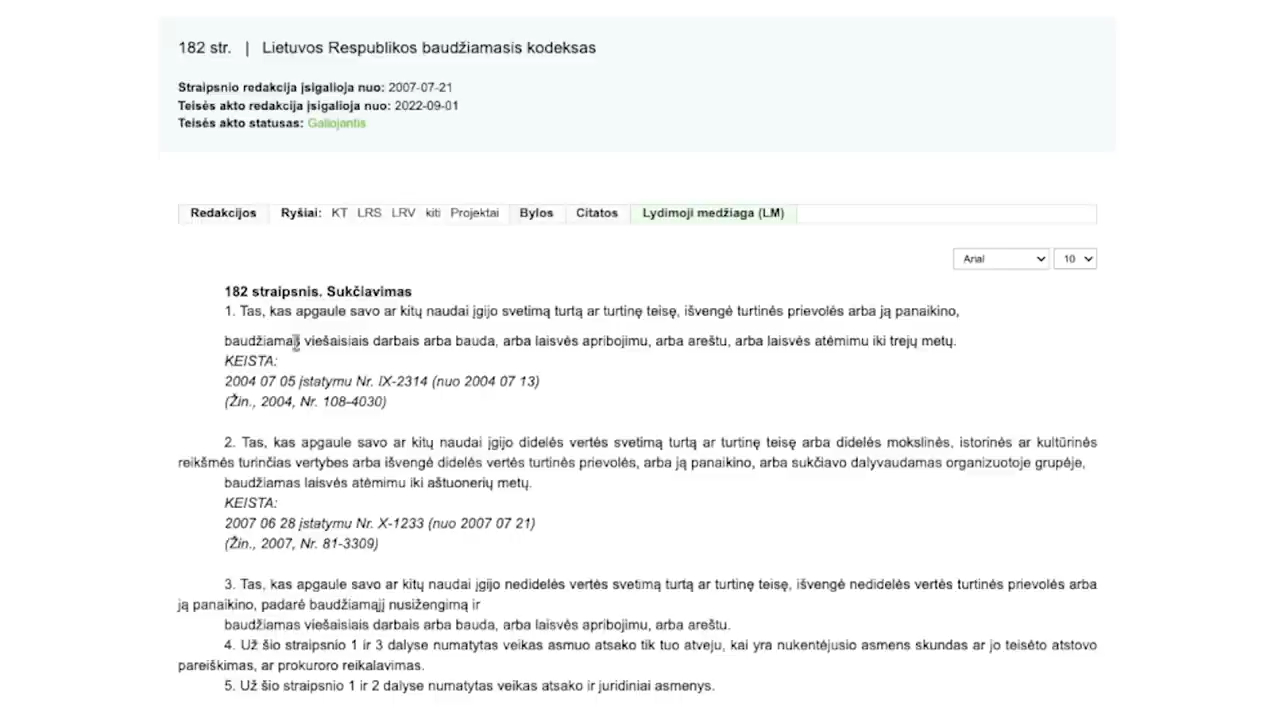 182 str. | Lietuvos Respublikos baudžiamasis kodeksas
Straipsnio redakcija įsigalioja nuo: 2007-07-21
Teisės akto redakcija įsigalioja nuo: 2022-09-01
Teisės akto statusas: Galiojantis
Redakcijos Ryšiai: KT LRS LRV kiti Projektai Bylos Citatos Lydimoji medžiaga (LM)
Arial 10
182 straipsnis. Sukčiavimas
1. Tas, kas apgaule savo ar kitų naudai įgijo svetimą turtą ar turtinę teisę, išvengė turtinės prievolės arba ją panaikino,
baudžiamas viešaisiais darbais arba bauda, arba laisvės apribojimu, arba areštu, arba laisvės atėmimu iki trejų metų.
KEISTA:
2004 07 05 įstatymu Nr. IX-2314 (nuo 2004 07 13)
(Žin., 2004, Nr. 108-4030)
2. Tas, kas apgaule savo ar kitų naudai įgijo didelės vertės svetimą turtą ar turtinę teisę arba didelės mokslinės, istorinės ar kultūrinės
reikšmės turinčias vertybes arba išvengė didelės vertės turtinės prievolės, arba ją panaikino, arba sukčiavo dalyvaudamas organizuotoje grupėje,
baudžiamas laisvės atėmimu iki aštuonerių metų.
KEISTA:
2007 06 28 įstatymu Nr. X-1233 (nuo 2007 07 21)
(Žin., 2007, Nr. 81-3309)
3. Tas, kas apgaule savo ar kitų naudai įgijo nedidelės vertės svetimą turtą ar turtinę teisę, išvengė nedidelės vertės turtinės prievolės arba
ją panaikino, padarė baudžiamąjį nusižengimą ir
baudžiamas viešaisiais darbais arba bauda, arba laisvės apribojimu, arba areštu.
4. Už šio straipsnio 1 ir 3 dalyse numatytas veikas asmuo atsako tik tuo atveju, kai yra nukentėjusio asmens skundas ar jo teisėto atstovo
pareiškimas, ar prokuroro reikalavimas.
5. Už šio straipsnio 1 ir 2 dalyse numatytas veikas atsako ir juridiniai asmenys.